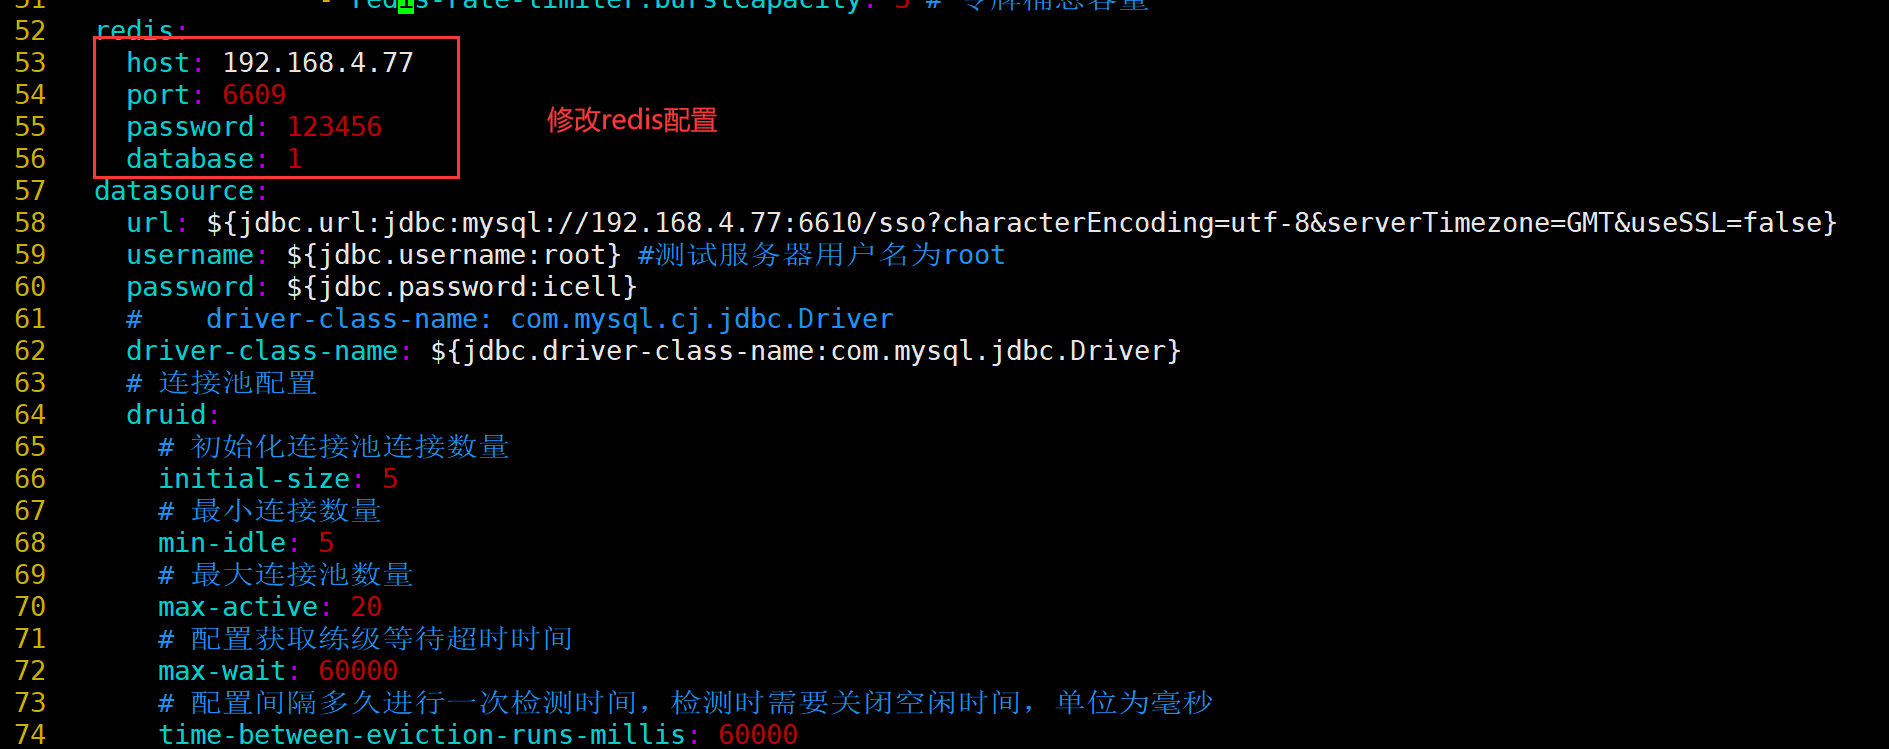 51 - redis-rate-limiter.burstCapacity: 5 # 令牌桶总容量
52 redis:
53 host: 192.168.4.77
54 port: 6609
55 password: 123456
修改redis配置
56 database: 1
57 datasource:
58 url: ${jdbc.url:jdbc:mysql://192.168.4.77:6610/sso?characterEncoding=utf-8&serverTimezone=GMT&useSSL=false}
59 username: ${jdbc.username:root} #测试服务器用户名为root
60 password: ${jdbc.password:icell}
61 # driver-class-name: com.mysql.cj.jdbc.Driver
62 driver-class-name: ${jdbc.driver-class-name:com.mysql.jdbc.Driver}
63 # 连接池配置
64 druid:
65 # 初始化连接池连接数量
66 initial-size: 5
67 # 最小连接数量
68 min-idle: 5
69 # 最大连接池数量
70 max-active: 20
71 # 配置获取练级等待超时时间
72 max-wait: 60000
73 # 配置间隔多久进行一次检测时间，检测时需要关闭空闲时间，单位为毫秒
74 time-between-eviction-runs-millis: 60000